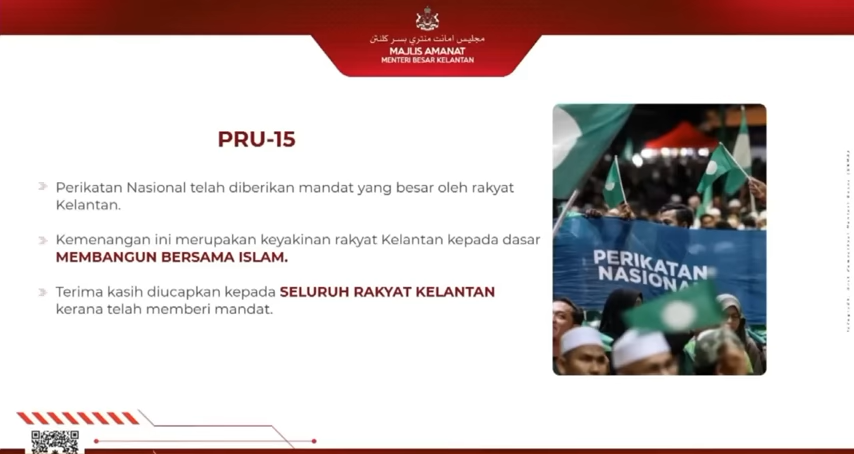 مجليس امانت منتري بسر كلنتن
MAJLIS AMANAT
MENTERI BESAR KELANTAN
PRU-15
Perikatan Nasional telah diberikan mandat yang besar oleh rakyat
Kelantan.
Kemenangan ini merupakan keyakinan rakyat Kelantan kepada dasar
MEMBANGUN BERSAMA ISLAM.
Terima kasih diucapkan kepada SELURUH RAKYAT KELANTAN
kerana telah memberi mandat.
PERIKATAN
NASIONAL